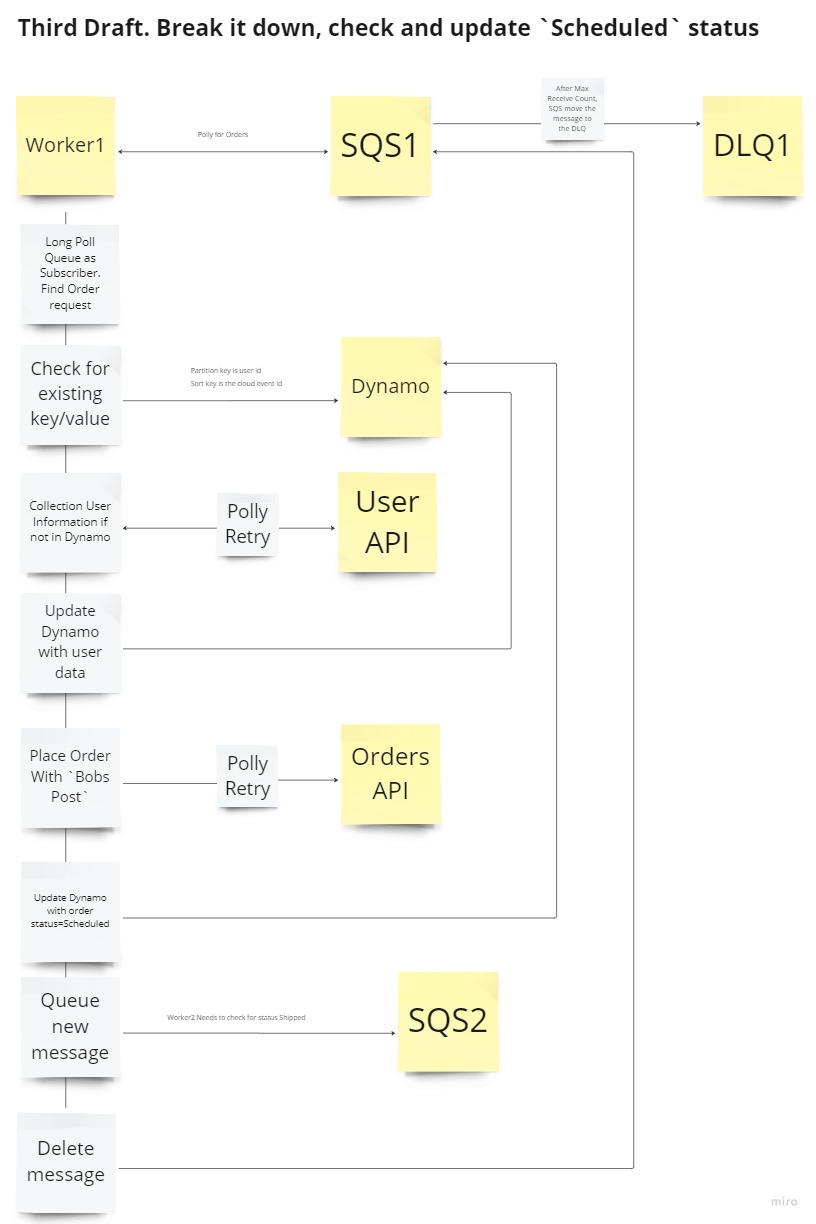 Third Draft. Break it down, check and update `Scheduled` status
After Max
Receive Count,
SQS move the
message to
the DLQ
Worker1
Polly for Orders
SQS1
DLQ1
Long Poll
Queue as
Subscriber.
Find Order
request
Check for
existing
key/value
Partition key is user id
Sort key is the cloud event id
Dynamo
Collection User
Information if
not in Dynamo
Polly
Retry
User
API
Update
Dynamo
with user
data
Place Order
With `Bobs
Post`
Polly
Retry
Orders
API
Update Dynamo
with order
status=Scheduled
Queue
new
message
Worker2 Needs to check for status Shipped
SQS2
Delete
message
miro